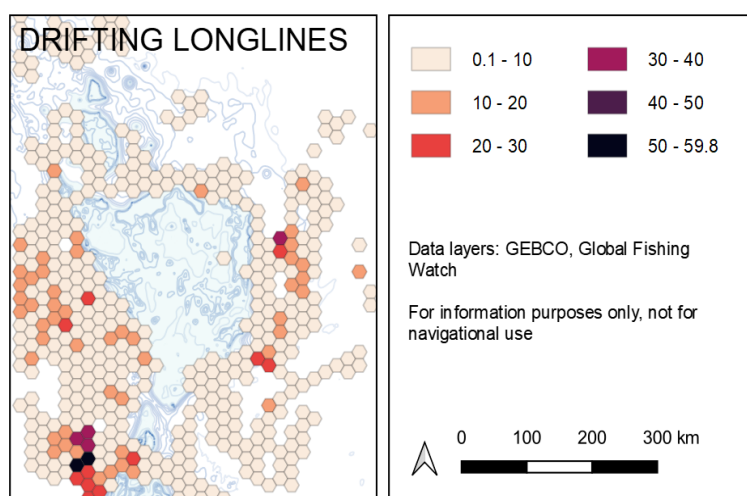 DRIFTING LONGLINES
0.1 - 10
30 - 40
10 - 20
40 - 50
20 - 30
50 - 59.8
Data layers: GEBCO, Global Fishing
Watch
For information purposes only, not for
navigational use
0 100 200 300 km